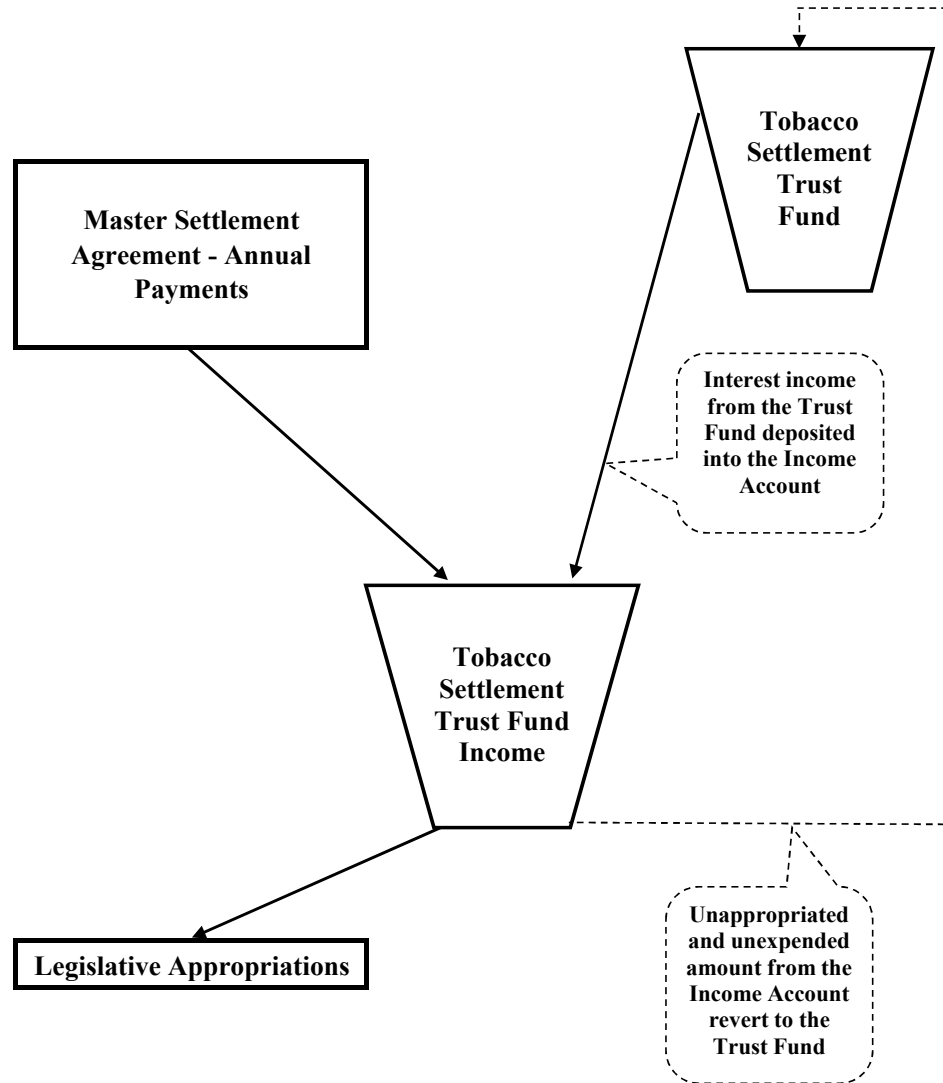 Tobacco
Settlement
Trust
Fund
Master Settlement
Agreement - Annual
Payments
Interest income
from the Trust
Fund deposited
into the Income
Account
Tobacco
Settlement
Trust Fund
Income
Unappropriated
and unexpended
amount from the
Income Account
revert to the
Trust Fund
Legislative Appropriations